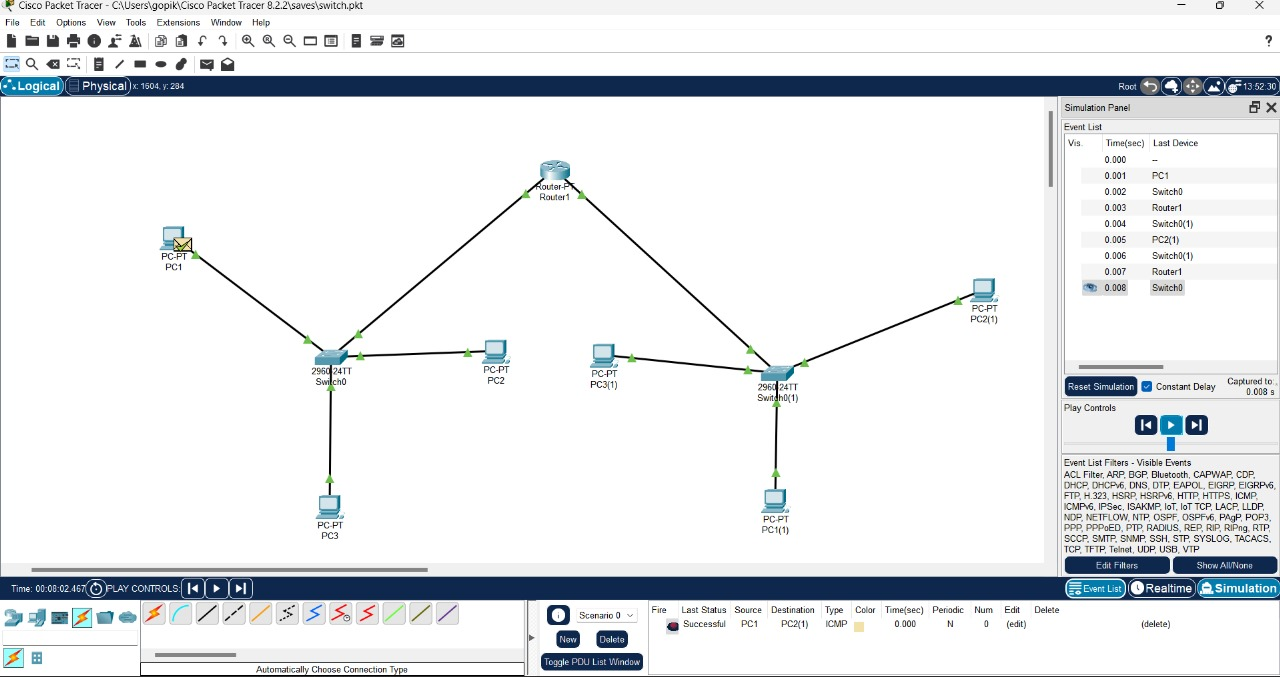 Cisco Packet Tracer - C:\Users\gopik\Cisco Packet Tracer 8.2.2\saves\switch.pkt
File Edit Options View Tools Extensions Window Help
?
Logical Physical x: 1604, y: 284 Root 13:52:30
Router-PT
Router1
PC-PT
PC1
2960-24TT
Switch0
PC-PT
PC2
PC-PT
PC3
PC-PT
PC3(1)
2960-24TT
Switch0(1)
PC-PT
PC2(1)
PC-PT
PC1(1)
Simulation Panel
Event List
Vis. Time(sec) Last Device
0.000 --
0.001 PC1
0.002 Switch0
0.003 Router1
0.004 Switch0(1)
0.005 PC2(1)
0.006 Switch0(1)
0.007 Router1
0.008 Switch0
Reset Simulation Constant Delay Captured to:
0.008 s
Play Controls
Event List Filters - Visible Events
ACL Filter, ARP, BGP, Bluetooth, CAPWAP, CDP,
DHCP, DHCPv6, DNS, DTP, EAPOL, EIGRP, EIGRPv6,
FTP, H.323, HSRP, HSRPv6, HTTP, HTTPS, ICMP,
ICMPv6, IPSec, ISAKMP, IoT, IoT TCP, LACP, LLDP,
NDP, NETFLOW, NTP, OSPF, OSPFv6, PAgP, POP3,
PPP, PPPoED, PTP, RADIUS, REP, RIP, RIPng, RTP,
SCCP, SMTP, SNMP, SSH, STP, SYSLOG, TACACS,
TCP, TFTP, Telnet, UDP, USB, VTP
Edit Filters Show All/None
Time: 00:08:02.467 PLAY CONTROLS: Event List Realtime Simulation
Automatically Choose Connection Type
Scenario 0
New Delete
Toggle PDU List Window
Fire Last Status Source Destination Type Color Time(sec) Periodic Num Edit Delete
Successful PC1 PC2(1) ICMP 0.000 N 0 (edit) (delete)